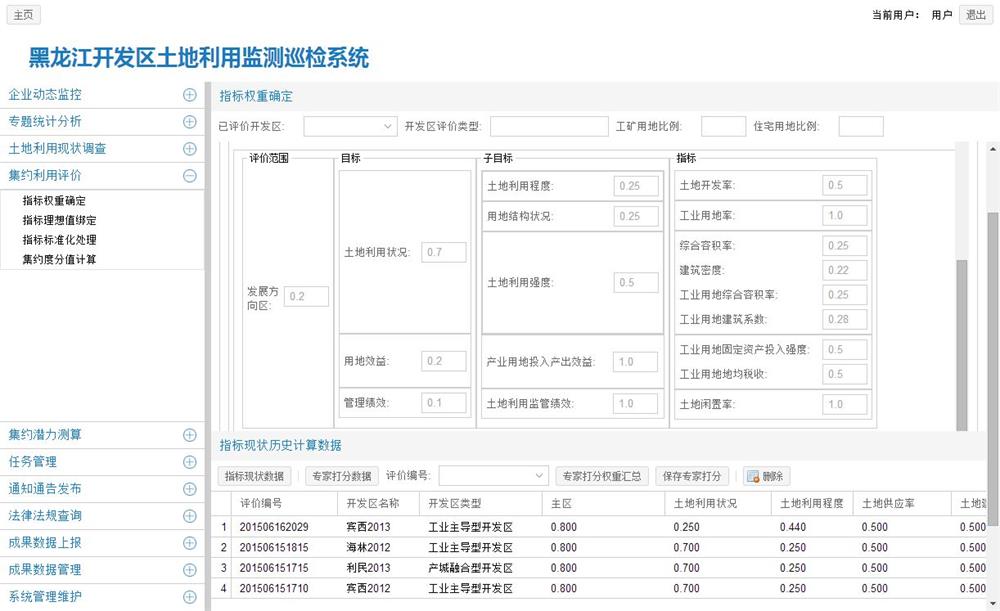 主页
当前用户： 用户 退出
黑龙江开发区土地利用监测巡检系统
企业动态监控
专题统计分析
土地利用现状调查
集约利用评价
指标权重确定
指标理想值绑定
指标标准化处理
集约度分值计算
集约潜力测算
任务管理
通知通告发布
法律法规查询
成果数据上报
成果数据管理
系统管理维护
指标权重确定
已评价开发区: 开发区评价类型: 工矿用地比例: 住宅用地比例:
评价范围 目标 子目标 指标
发展方向区: 0.2
土地利用状况: 0.7
用地效益: 0.2
管理绩效: 0.1
土地利用程度: 0.25
用地结构状况: 0.25
土地利用强度: 0.5
产业用地投入产出效益: 1.0
土地利用监管绩效: 1.0
土地开发率: 0.5
工业用地率: 1.0
综合容积率: 0.25
建筑密度: 0.22
工业用地综合容积率: 0.25
工业用地建筑系数: 0.28
工业用地固定资产投入强度: 0.5
工业用地地均税收: 0.5
土地闲置率: 1.0
指标现状历史计算数据
指标现状数据 专家打分数据 评价编号: 专家打分权重汇总 保存专家打分 删除
评价编号 开发区名称 开发区类型 主区 土地利用状况 土地利用程度 土地供应率 土地
1 201506162029 宾西2013 工业主导型开发区 0.800 0.250 0.440 0.500 0.500
2 201506151815 海林2012 工业主导型开发区 0.800 0.700 0.250 0.500 0.500
3 201506151715 利民2013 产城融合型开发区 0.800 0.700 0.250 0.500 0.500
4 201506151710 宾西2012 工业主导型开发区 0.800 0.700 0.250 0.500 0.500